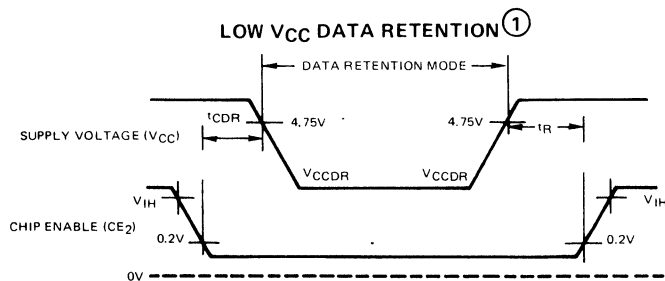 LOW VCC DATA RETENTION ①
DATA RETENTION MODE
tCDR
4.75V
4.75V
tR
SUPPLY VOLTAGE (VCC)
VCCDR
VCCDR
VIH
VIH
CHIP ENABLE (CE2)
0.2V
0.2V
0V